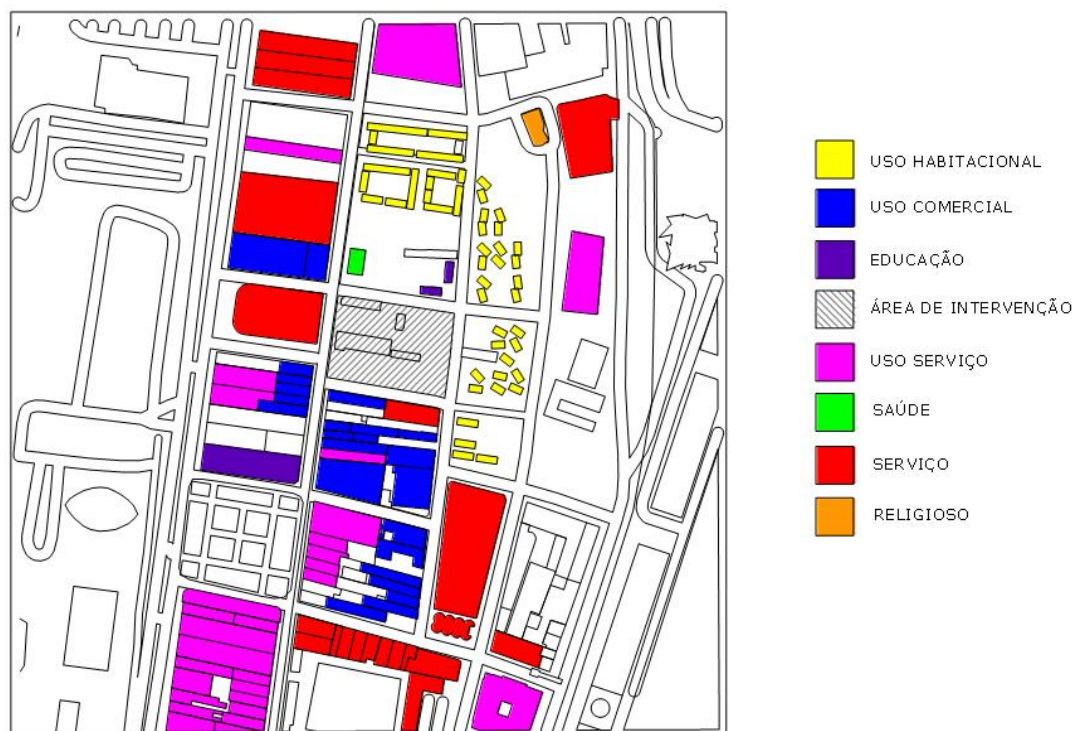 USO HABITACIONAL
USO COMERCIAL
EDUCAÇÃO
ÁREA DE INTERVENÇÃO
USO SERVIÇO
SAÚDE
SERVIÇO
RELIGIOSO